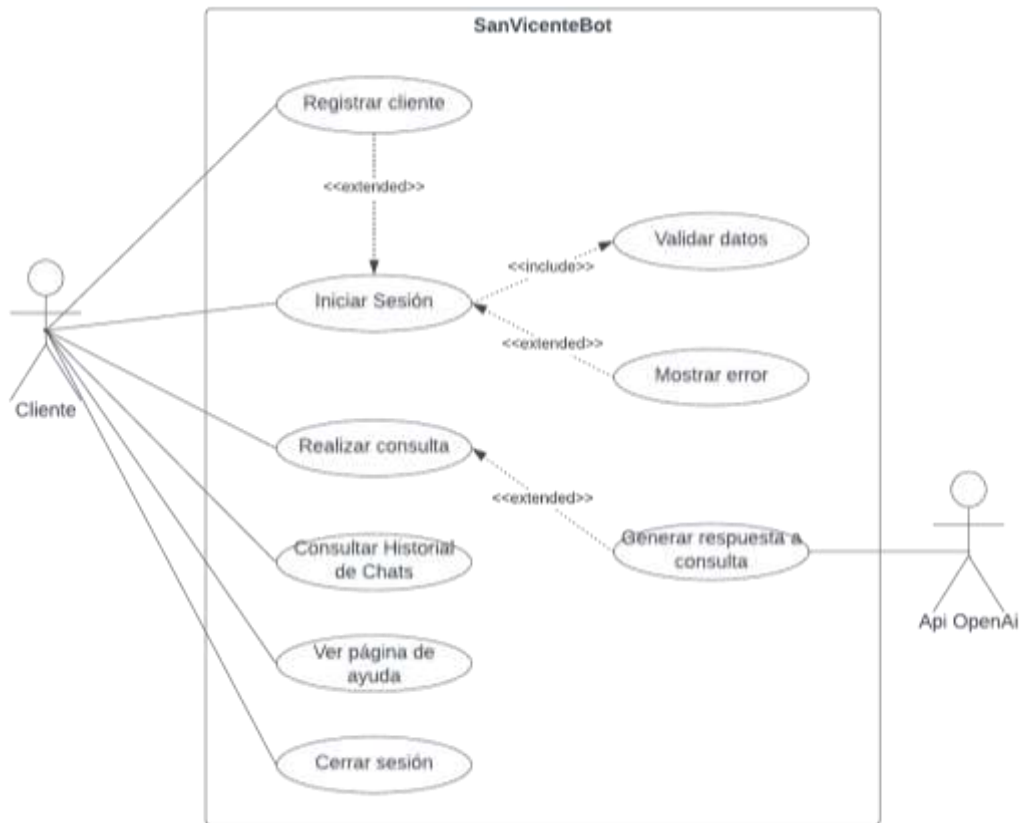 SanVicenteBot
Registrar cliente
<<extended>>
Validar datos
<<include>>
Iniciar Sesión
<<extended>>
Mostrar error
Cliente
Realizar consulta
<<extended>>
Generar respuesta a
consulta
Consultar Historial
de Chats
Api OpenAi
Ver página de
ayuda
Cerrar sesión